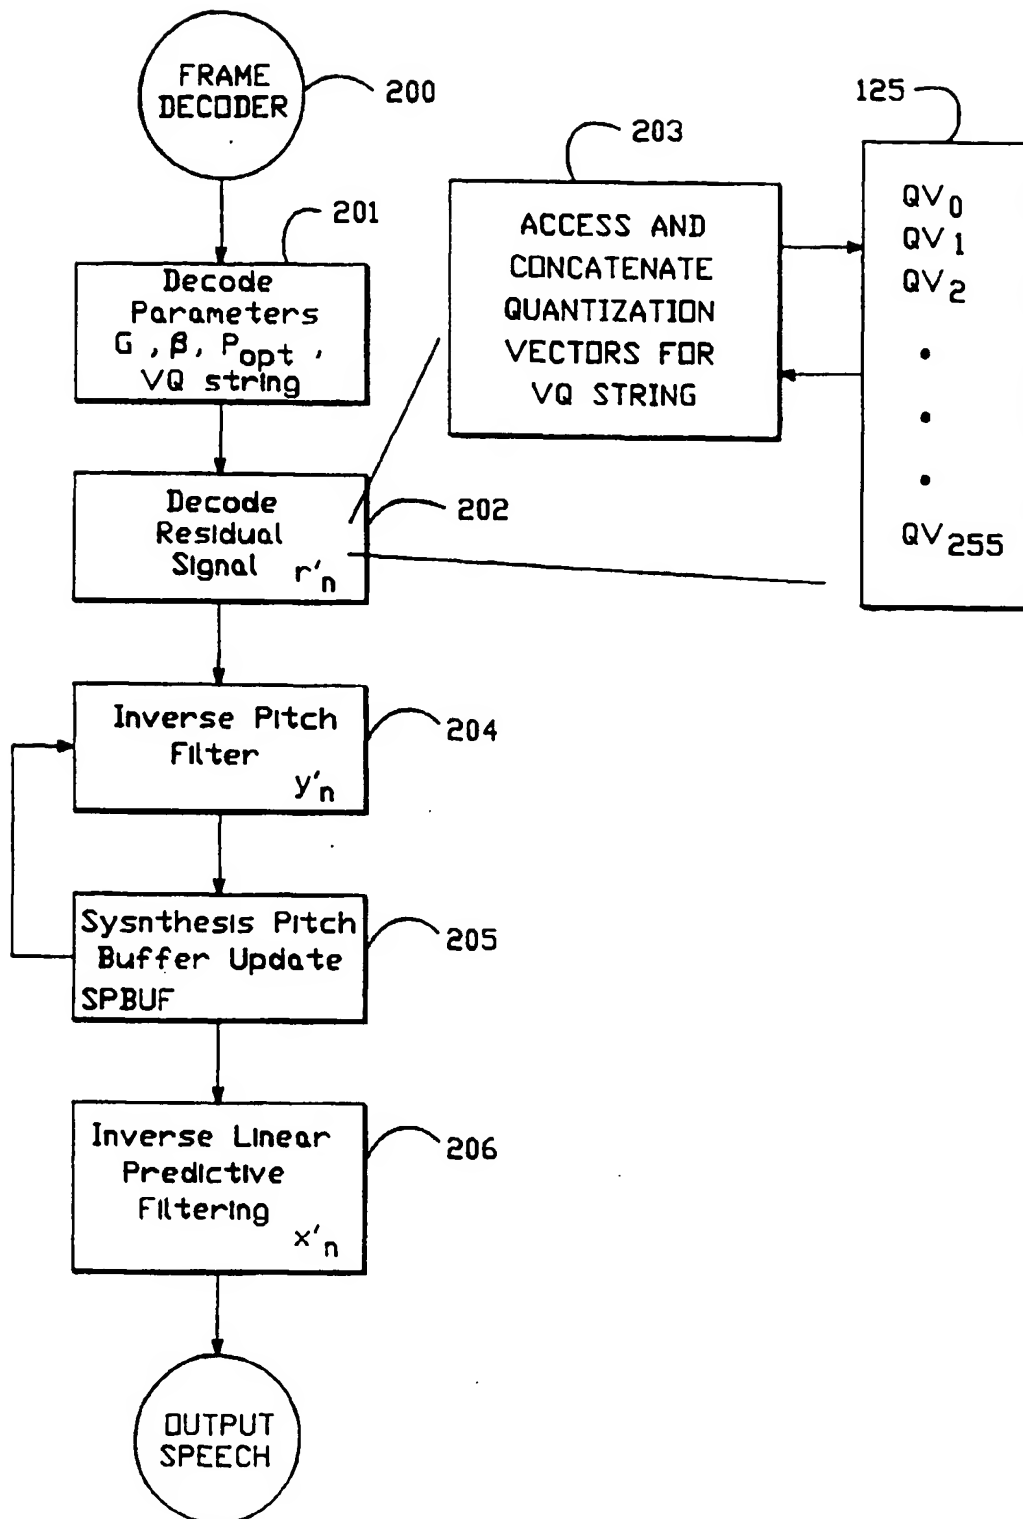 FRAME
DECODER
200
201
Decode
Parameters
G , β, Popt ,
VQ string
203
ACCESS AND
CONCATENATE
QUANTIZATION
VECTORS FOR
VQ STRING
125
QV0
QV1
QV2
•
•
•
QV255
Decode
Residual
Signal r'n
202
Inverse Pitch
Filter
y'n
204
Sysnthesis Pitch
Buffer Update
SPBUF
205
Inverse Linear
Predictive
Filtering
x'n
206
OUTPUT
SPEECH